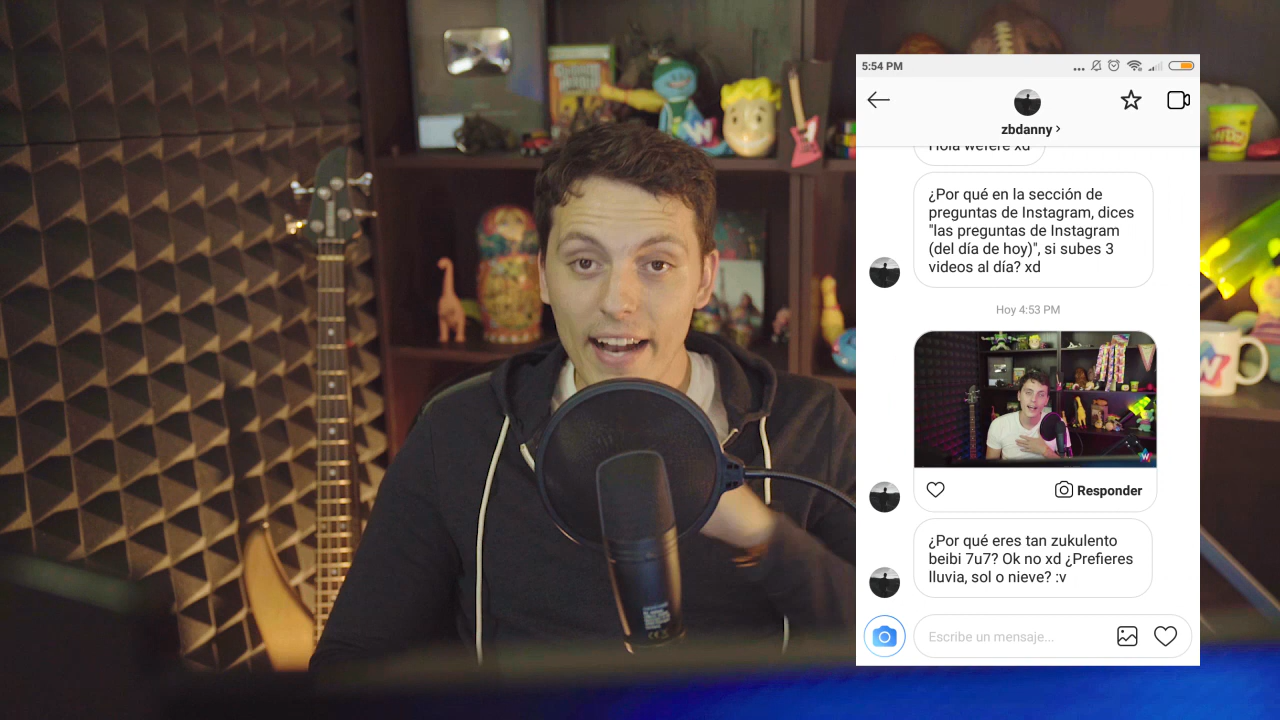 5:54 PM
zbdanny
Hola wefere xd
¿Por qué en la sección de
preguntas de Instagram, dices
"las preguntas de Instagram
(del día de hoy)", si subes 3
videos al día? xd
Hoy 4:53 PM
Responder
¿Por qué eres tan zukulento
beibi 7u7? Ok no xd ¿Prefieres
lluvia, sol o nieve? :v
Escribe un mensaje...